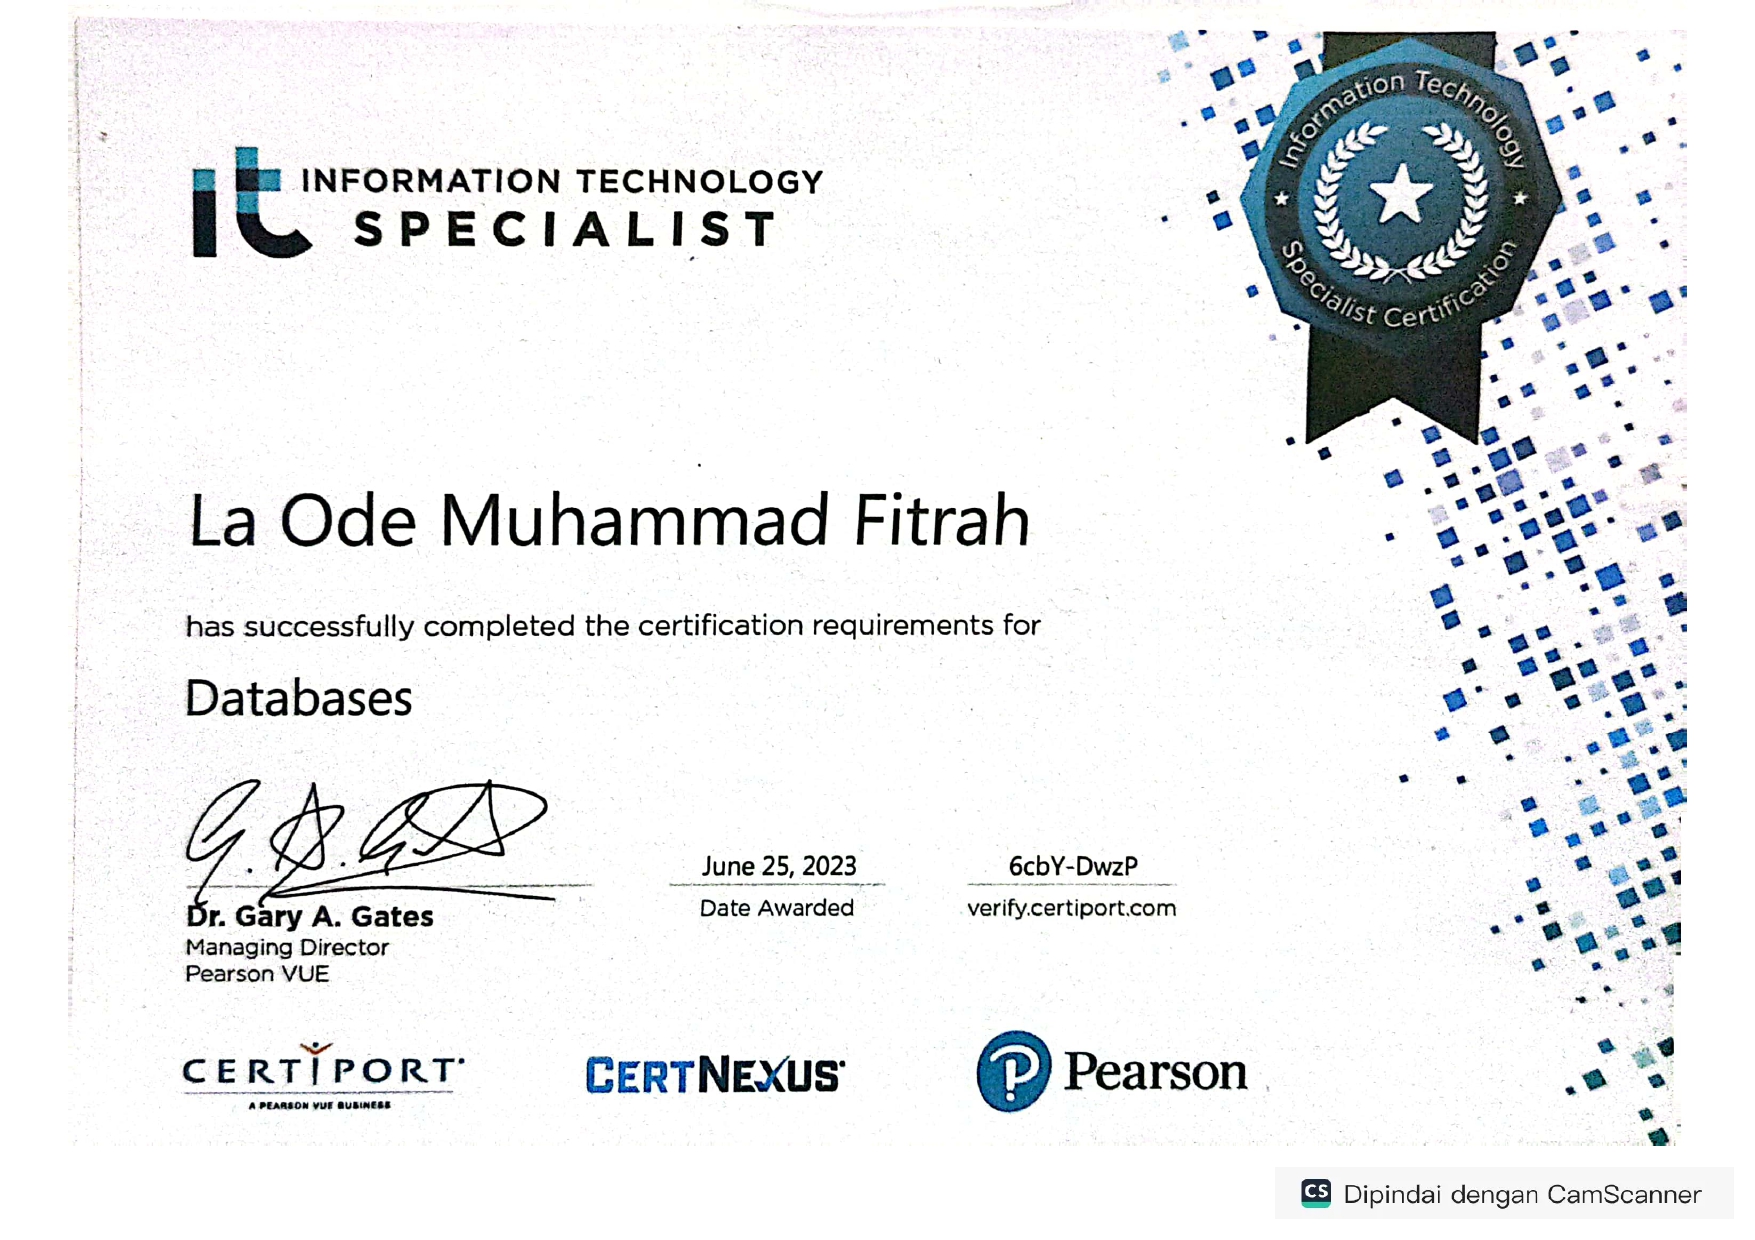 it INFORMATION TECHNOLOGY
SPECIALIST
Information Technology
Specialist Certification
La Ode Muhammad Fitrah
has successfully completed the certification requirements for
Databases
June 25, 2023
6cbY-DwzP
Dr. Gary A. Gates
Date Awarded
verify.certiport.com
Managing Director
Pearson VUE
CERTIPORT
A PEARSON VUE BUSINESS
CERTNEXUS
Pearson
CS Dipindai dengan CamScanner